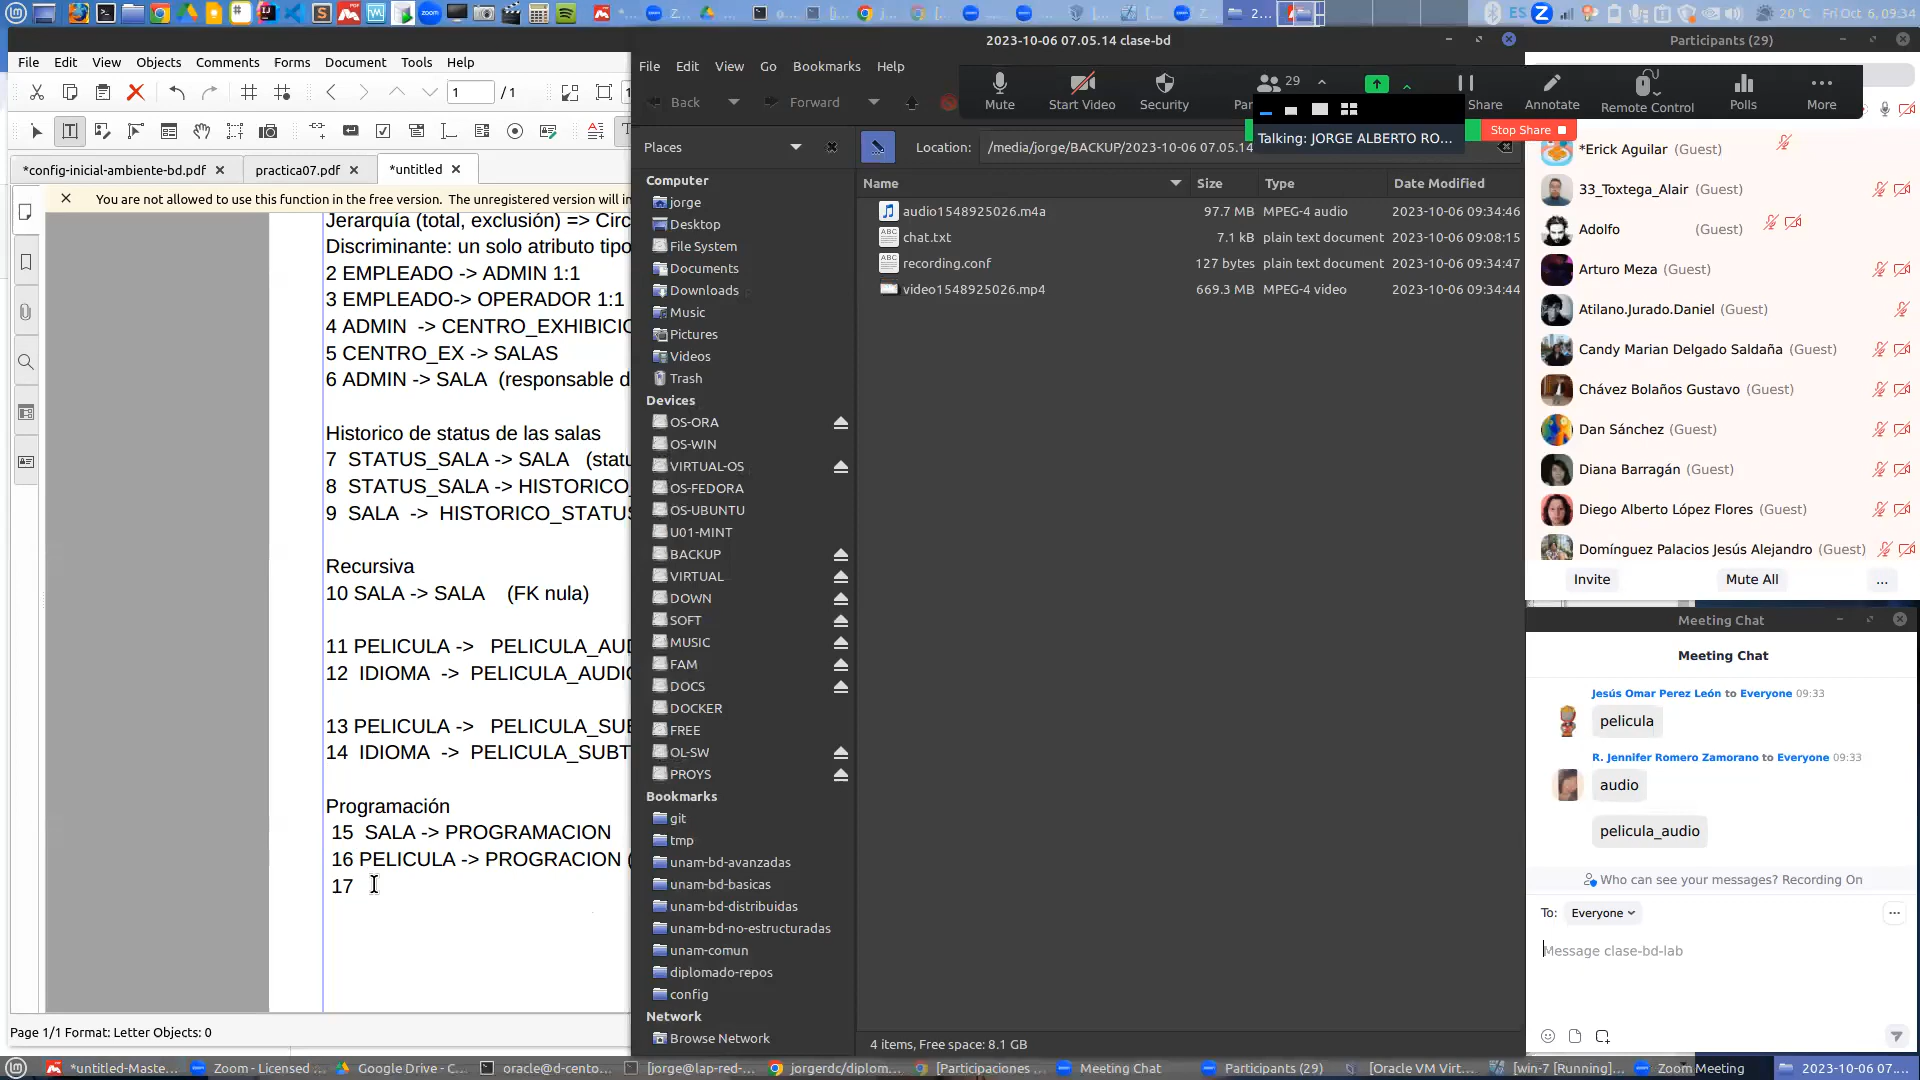 ES
20 °C
Fri Oct 6, 09:34
File Edit View Objects Comments Forms Document Tools Help
1 / 1
*config-inicial-ambiente-bd.pdf
practica07.pdf
*untitled
You are not allowed to use this function in the free version. The unregistered version will in
Jerarquía (total, exclusión) => Circ
Discriminante: un solo atributo tipo
2 EMPLEADO -> ADMIN 1:1
3 EMPLEADO-> OPERADOR 1:1
4 ADMIN -> CENTRO_EXHIBICIO
5 CENTRO_EX -> SALAS
6 ADMIN -> SALA (responsable d
Historico de status de las salas
7 STATUS_SALA -> SALA (statu
8 STATUS_SALA -> HISTORICO_
9 SALA -> HISTORICO_STATUS
Recursiva
10 SALA -> SALA (FK nula)
11 PELICULA -> PELICULA_AUD
12 IDIOMA -> PELICULA_AUDIO
13 PELICULA -> PELICULA_SUB
14 IDIOMA -> PELICULA_SUBT
Programación
15 SALA -> PROGRAMACION
16 PELICULA -> PROGRACION (
17
Page 1/1 Format: Letter Objects: 0
2023-10-06 07.05.14 clase-bd
File Edit View Go Bookmarks Help
Back Forward
Places
Location: /media/jorge/BACKUP/2023-10-06 07.05.14
Computer
jorge
Desktop
File System
Documents
Downloads
Music
Pictures
Videos
Trash
Devices
OS-ORA
OS-WIN
VIRTUAL-OS
OS-FEDORA
OS-UBUNTU
U01-MINT
BACKUP
VIRTUAL
DOWN
SOFT
MUSIC
FAM
DOCS
DOCKER
FREE
OL-SW
PROYS
Bookmarks
git
tmp
unam-bd-avanzadas
unam-bd-basicas
unam-bd-distribuidas
unam-bd-no-estructuradas
unam-comun
diplomado-repos
config
Network
Browse Network
Name Size Type Date Modified
audio1548925026.m4a 97.7 MB MPEG-4 audio 2023-10-06 09:34:46
chat.txt 7.1 kB plain text document 2023-10-06 09:08:15
recording.conf 127 bytes plain text document 2023-10-06 09:34:47
video1548925026.mp4 669.3 MB MPEG-4 video 2023-10-06 09:34:44
4 items, Free space: 8.1 GB
Mute Start Video Security Par 29 Share Annotate Remote Control Polls More
Talking: JORGE ALBERTO RO...
Stop Share
Participants (29)
*Erick Aguilar (Guest)
33_Toxtega_Alair (Guest)
Adolfo (Guest)
Arturo Meza (Guest)
Atilano.Jurado.Daniel (Guest)
Candy Marian Delgado Saldaña (Guest)
Chávez Bolaños Gustavo (Guest)
Dan Sánchez (Guest)
Diana Barragán (Guest)
Diego Alberto López Flores (Guest)
Domínguez Palacios Jesús Alejandro (Guest)
Invite Mute All ...
Meeting Chat
Meeting Chat
Jesús Omar Perez León to Everyone 09:33
pelicula
R. Jennifer Romero Zamorano to Everyone 09:33
audio
pelicula_audio
Who can see your messages? Recording On
To: Everyone
Message clase-bd-lab
*untitled-Maste...
Zoom - Licensed
Google Drive - C...
oracle@d-cento...
[jorge@lap-red-...
jorgerdc/diplom...
[Participaciones
Meeting Chat
Participants (29)
[Oracle VM Virt...
[win-7 [Running]...
Zoom Meeting
2023-10-06 07....